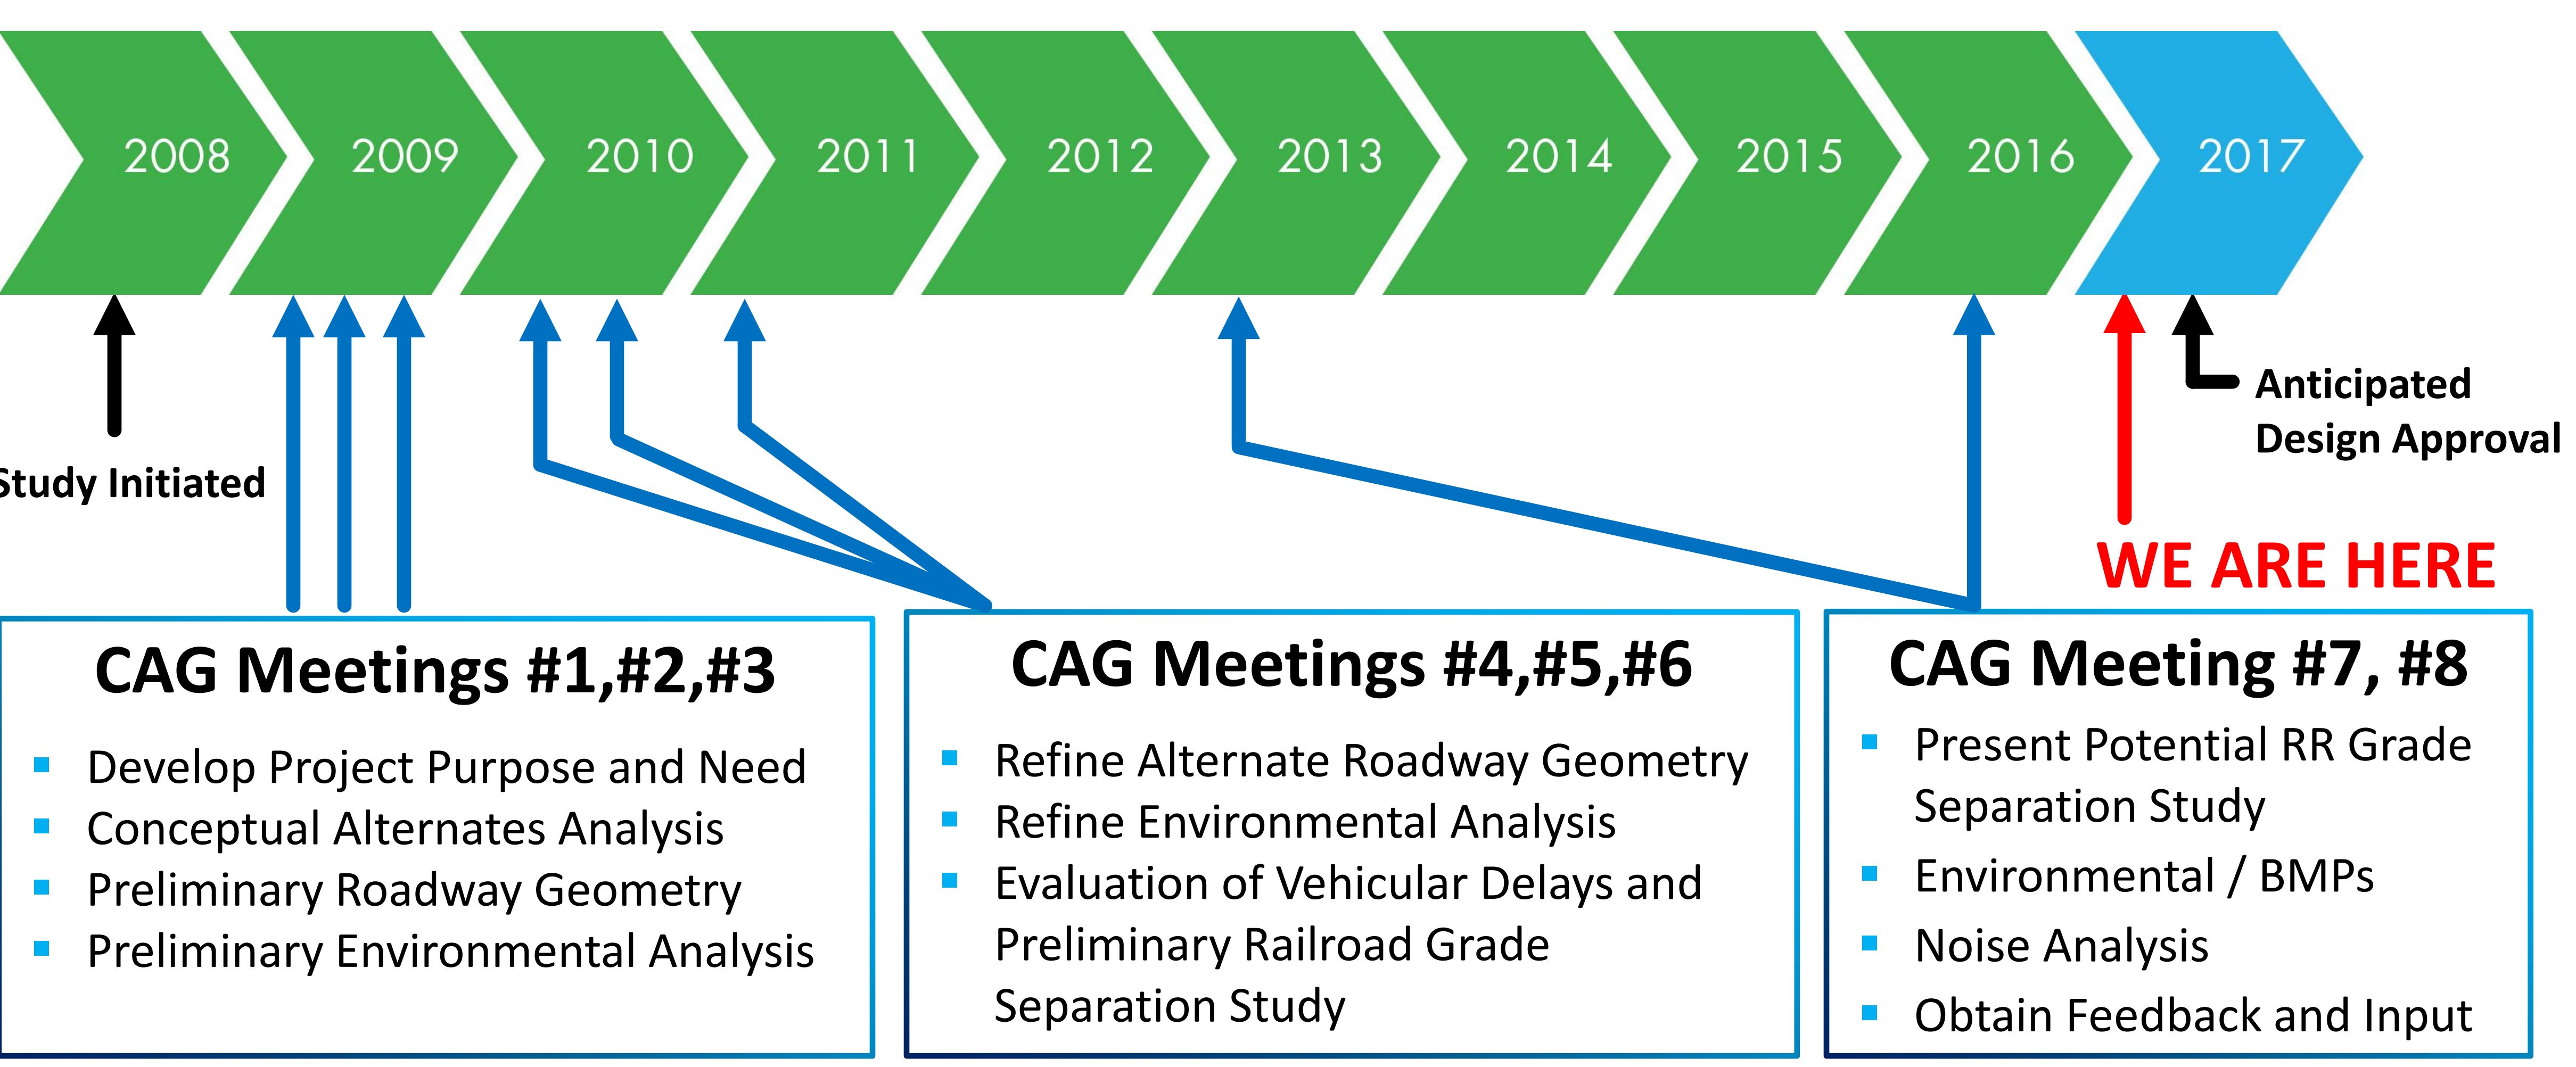 2008 2009 2010 2011 2012 2013 2014 2015 2016 2017
Study Initiated
Anticipated
Design Approval
WE ARE HERE
CAG Meetings #1,#2,#3
▪ Develop Project Purpose and Need
▪ Conceptual Alternates Analysis
▪ Preliminary Roadway Geometry
▪ Preliminary Environmental Analysis
CAG Meetings #4,#5,#6
▪ Refine Alternate Roadway Geometry
▪ Refine Environmental Analysis
▪ Evaluation of Vehicular Delays and
Preliminary Railroad Grade
Separation Study
CAG Meeting #7, #8
▪ Present Potential RR Grade
Separation Study
▪ Environmental / BMPs
▪ Noise Analysis
▪ Obtain Feedback and Input